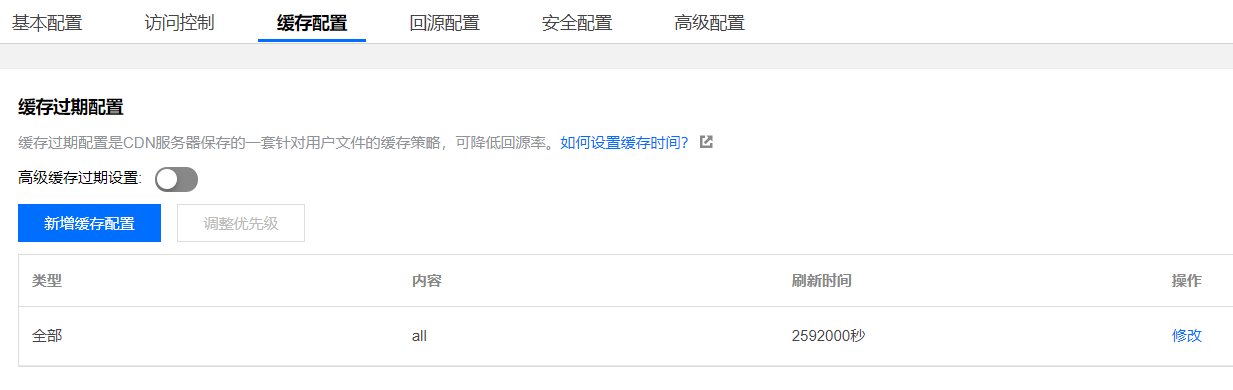 基本配置 访问控制 缓存配置 回源配置 安全配置 高级配置
缓存过期配置
缓存过期配置是CDN服务器保存的一套针对用户文件的缓存策略，可降低回源率。如何设置缓存时间？
高级缓存过期设置:
新增缓存配置 调整优先级
类型 内容 刷新时间 操作
全部 all 2592000秒 修改